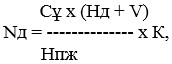 Сұ х (Нд + V)
Nд = -------------- х К,
Нпж